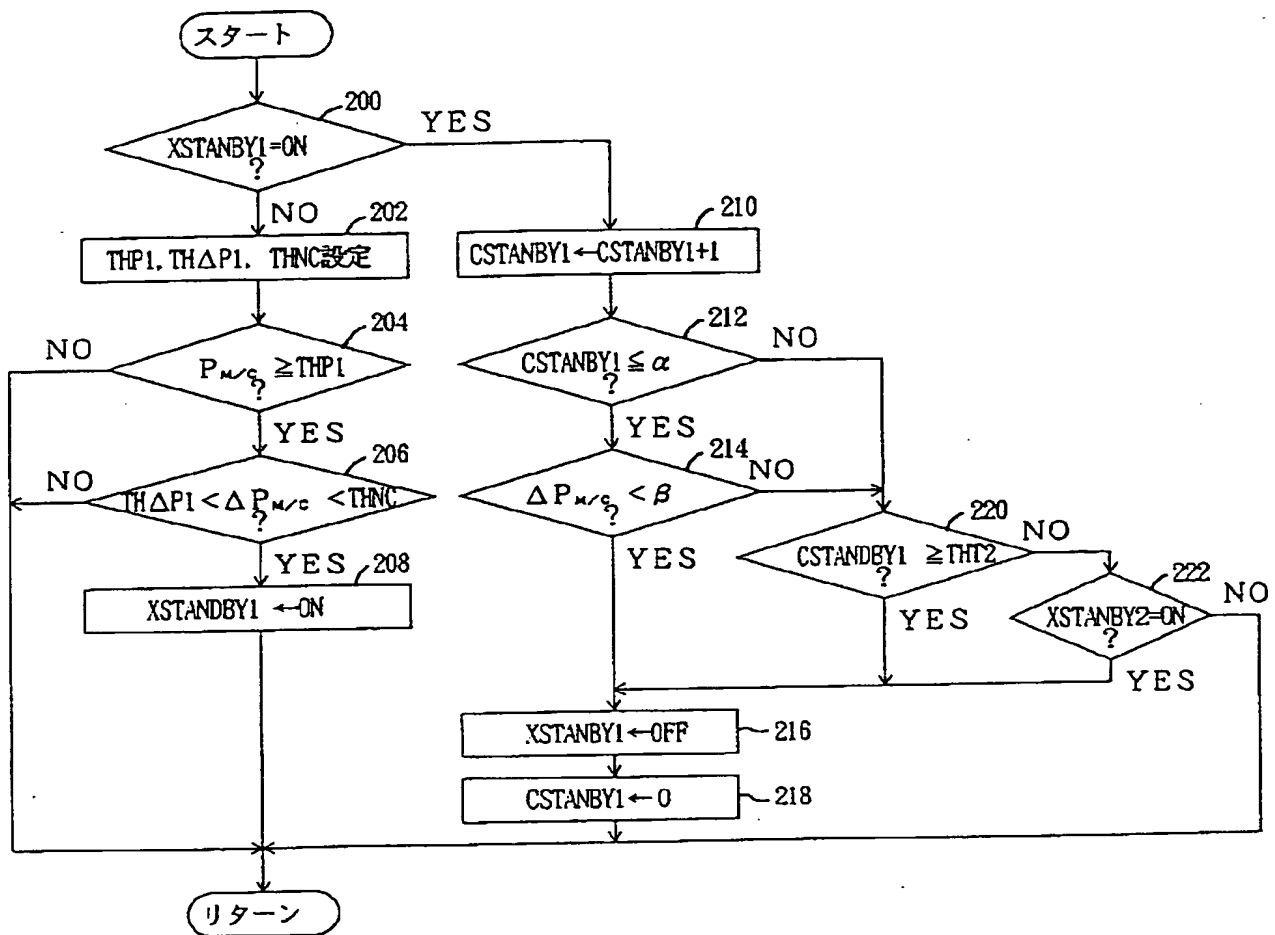 スタート
200
XSTANBY1=ON
?
YES
NO
202
THP1, THΔP1, THNC設定
204
NO
PM/C ≧THP1
?
YES
206
NO
THΔP1<ΔPM/C <THNC
?
YES
208
XSTANDBY1 ←ON
210
CSTANBY1←CSTANBY1+1
212
CSTANBY1≦α
?
NO
YES
214
ΔPM/C <β
?
NO
YES
220
CSTANDBY1 ≧THT2
?
NO
YES
222
XSTANBY2=ON
?
NO
YES
XSTANBY1←OFF
216
CSTANBY1←0
218
リターン